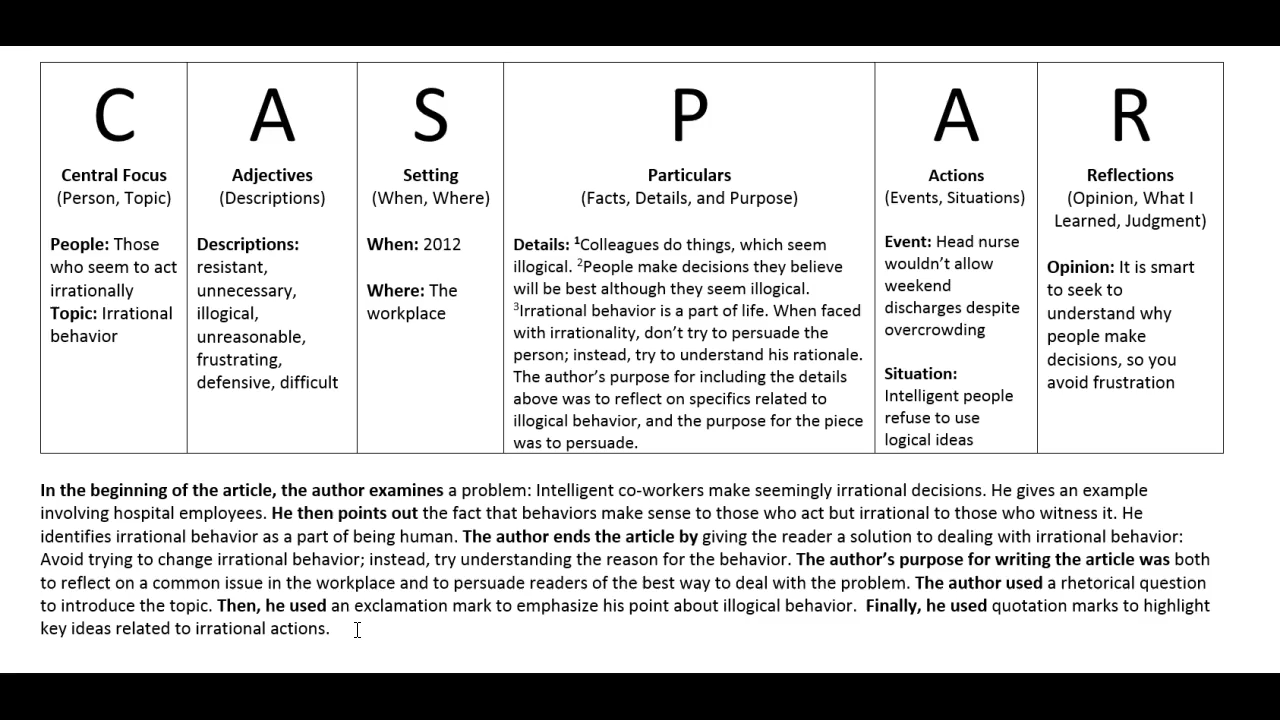 C
Central Focus
(Person, Topic)
People: Those
who seem to act
irrationally
Topic: Irrational
behavior
A
Adjectives
(Descriptions)
Descriptions:
resistant,
unnecessary,
illogical,
unreasonable,
frustrating,
defensive, difficult
S
Setting
(When, Where)
When: 2012
Where: The
workplace
P
Particulars
(Facts, Details, and Purpose)
Details: ¹Colleagues do things, which seem
illogical. ²People make decisions they believe
will be best although they seem illogical.
³Irrational behavior is a part of life. When faced
with irrationality, don’t try to persuade the
person; instead, try to understand his rationale.
The author’s purpose for including the details
above was to reflect on specifics related to
illogical behavior, and the purpose for the piece
was to persuade.
A
Actions
(Events, Situations)
Event: Head nurse
wouldn’t allow
weekend
discharges despite
overcrowding
Situation:
Intelligent people
refuse to use
logical ideas
R
Reflections
(Opinion, What I
Learned, Judgment)
Opinion: It is smart
to seek to
understand why
people make
decisions, so you
avoid frustration
In the beginning of the article, the author examines a problem: Intelligent co-workers make seemingly irrational decisions. He gives an example
involving hospital employees. He then points out the fact that behaviors make sense to those who act but irrational to those who witness it. He
identifies irrational behavior as a part of being human. The author ends the article by giving the reader a solution to dealing with irrational behavior:
Avoid trying to change irrational behavior; instead, try understanding the reason for the behavior. The author’s purpose for writing the article was both
to reflect on a common issue in the workplace and to persuade readers of the best way to deal with the problem. The author used a rhetorical question
to introduce the topic. Then, he used an exclamation mark to emphasize his point about illogical behavior. Finally, he used quotation marks to highlight
key ideas related to irrational actions.